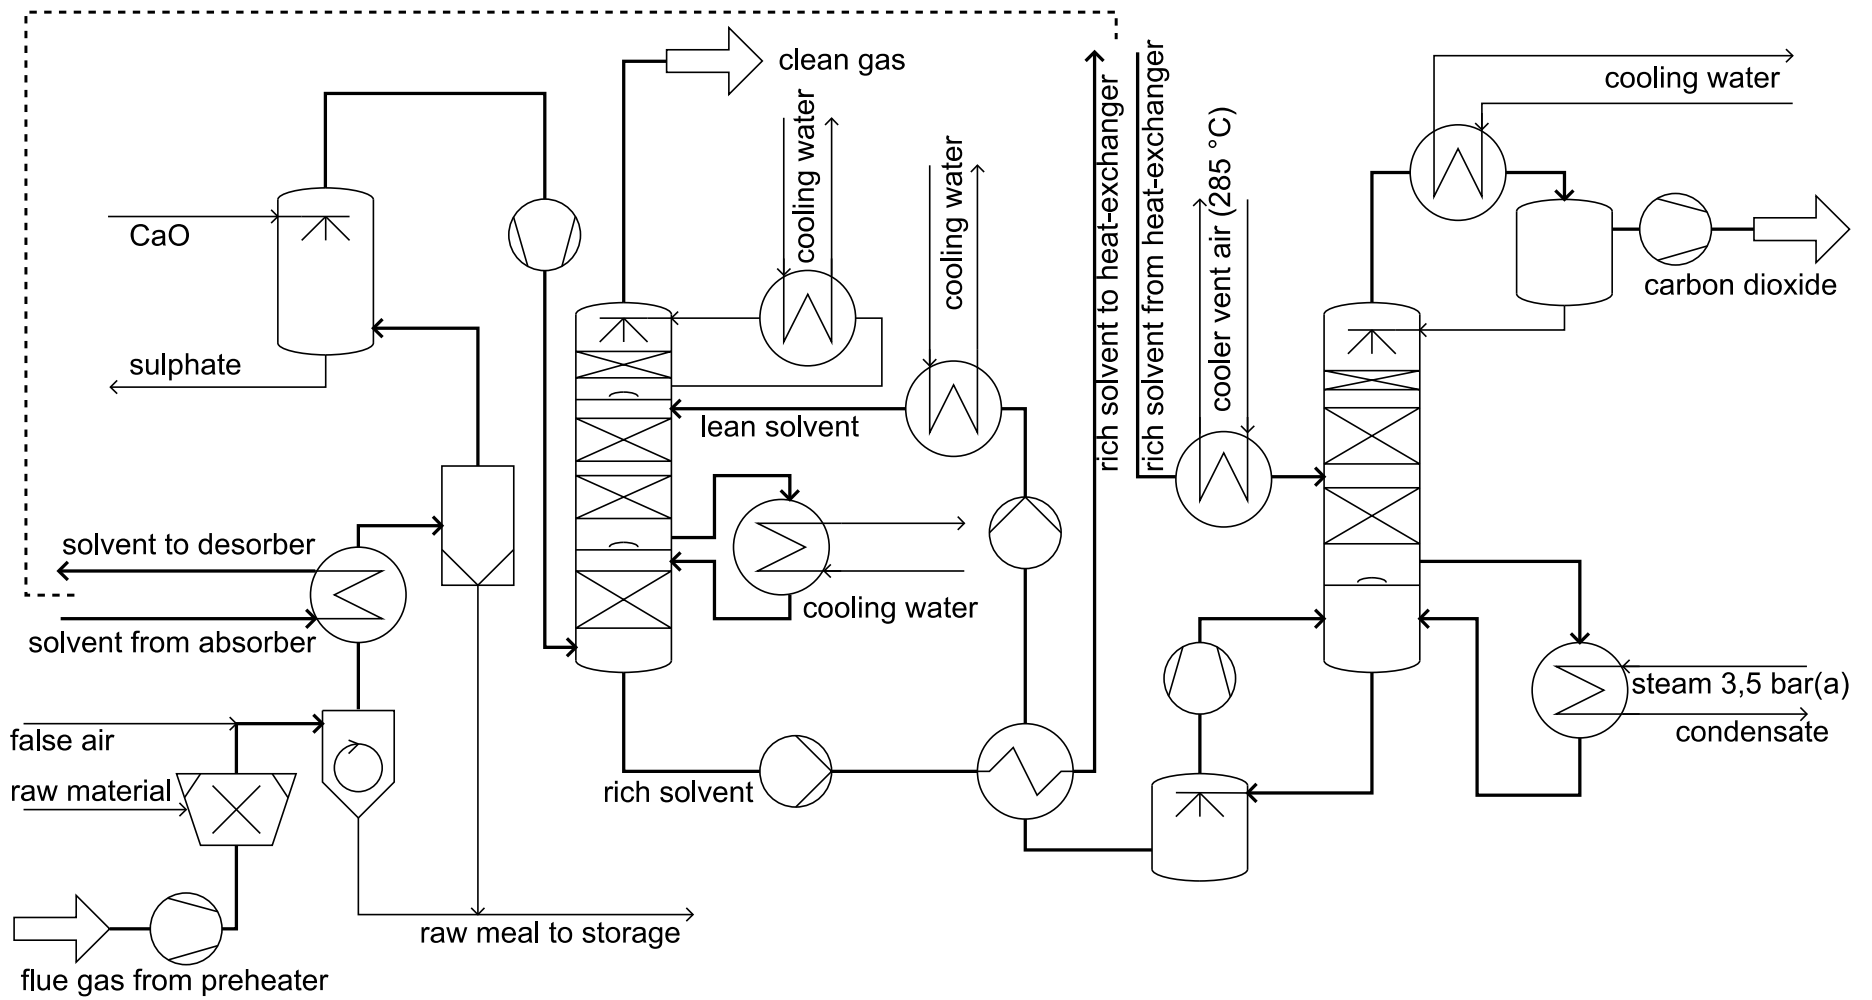 clean gas
cooling water
cooling water
cooling water
rich solvent to heat-exchanger
rich solvent from heat-exchanger
cooler vent air (285 °C)
CaO
sulphate
carbon dioxide
lean solvent
solvent to desorber
solvent from absorber
cooling water
steam 3,5 bar(a)
condensate
false air
raw material
rich solvent
raw meal to storage
flue gas from preheater